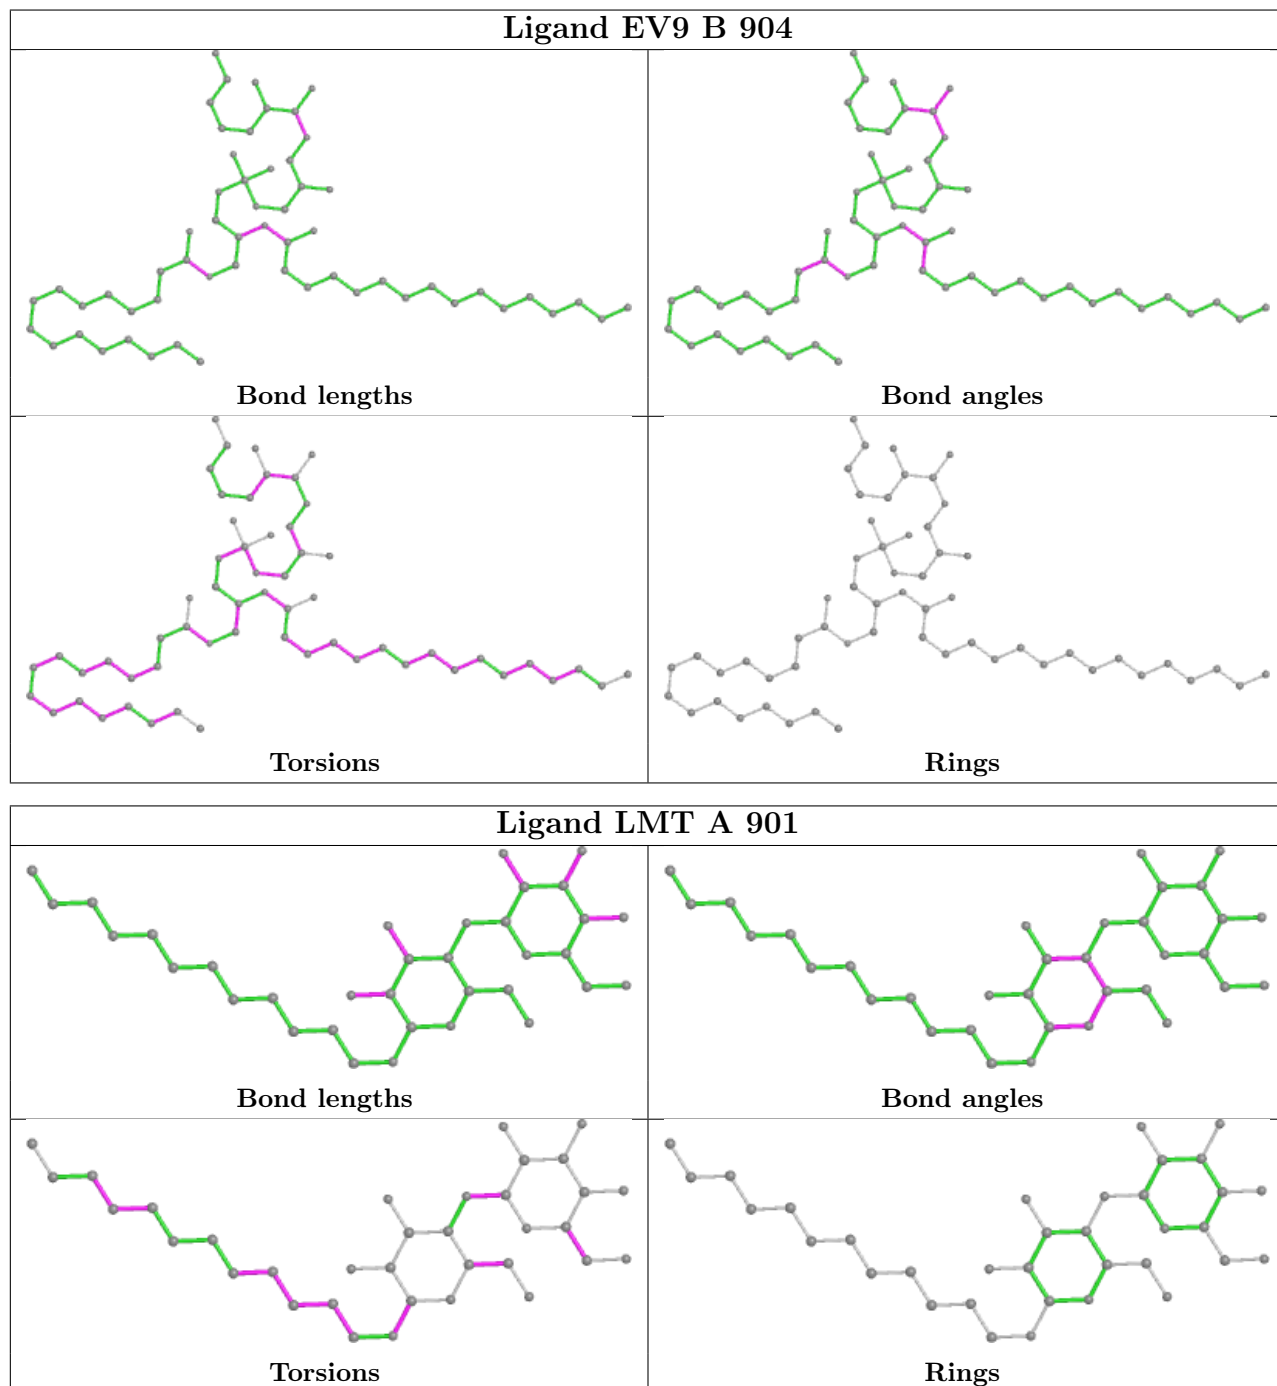 Ligand EV9 B 904
Bond lengths
Bond angles
Torsions
Rings
Ligand LMT A 901
Bond lengths
Bond angles
Torsions
Rings